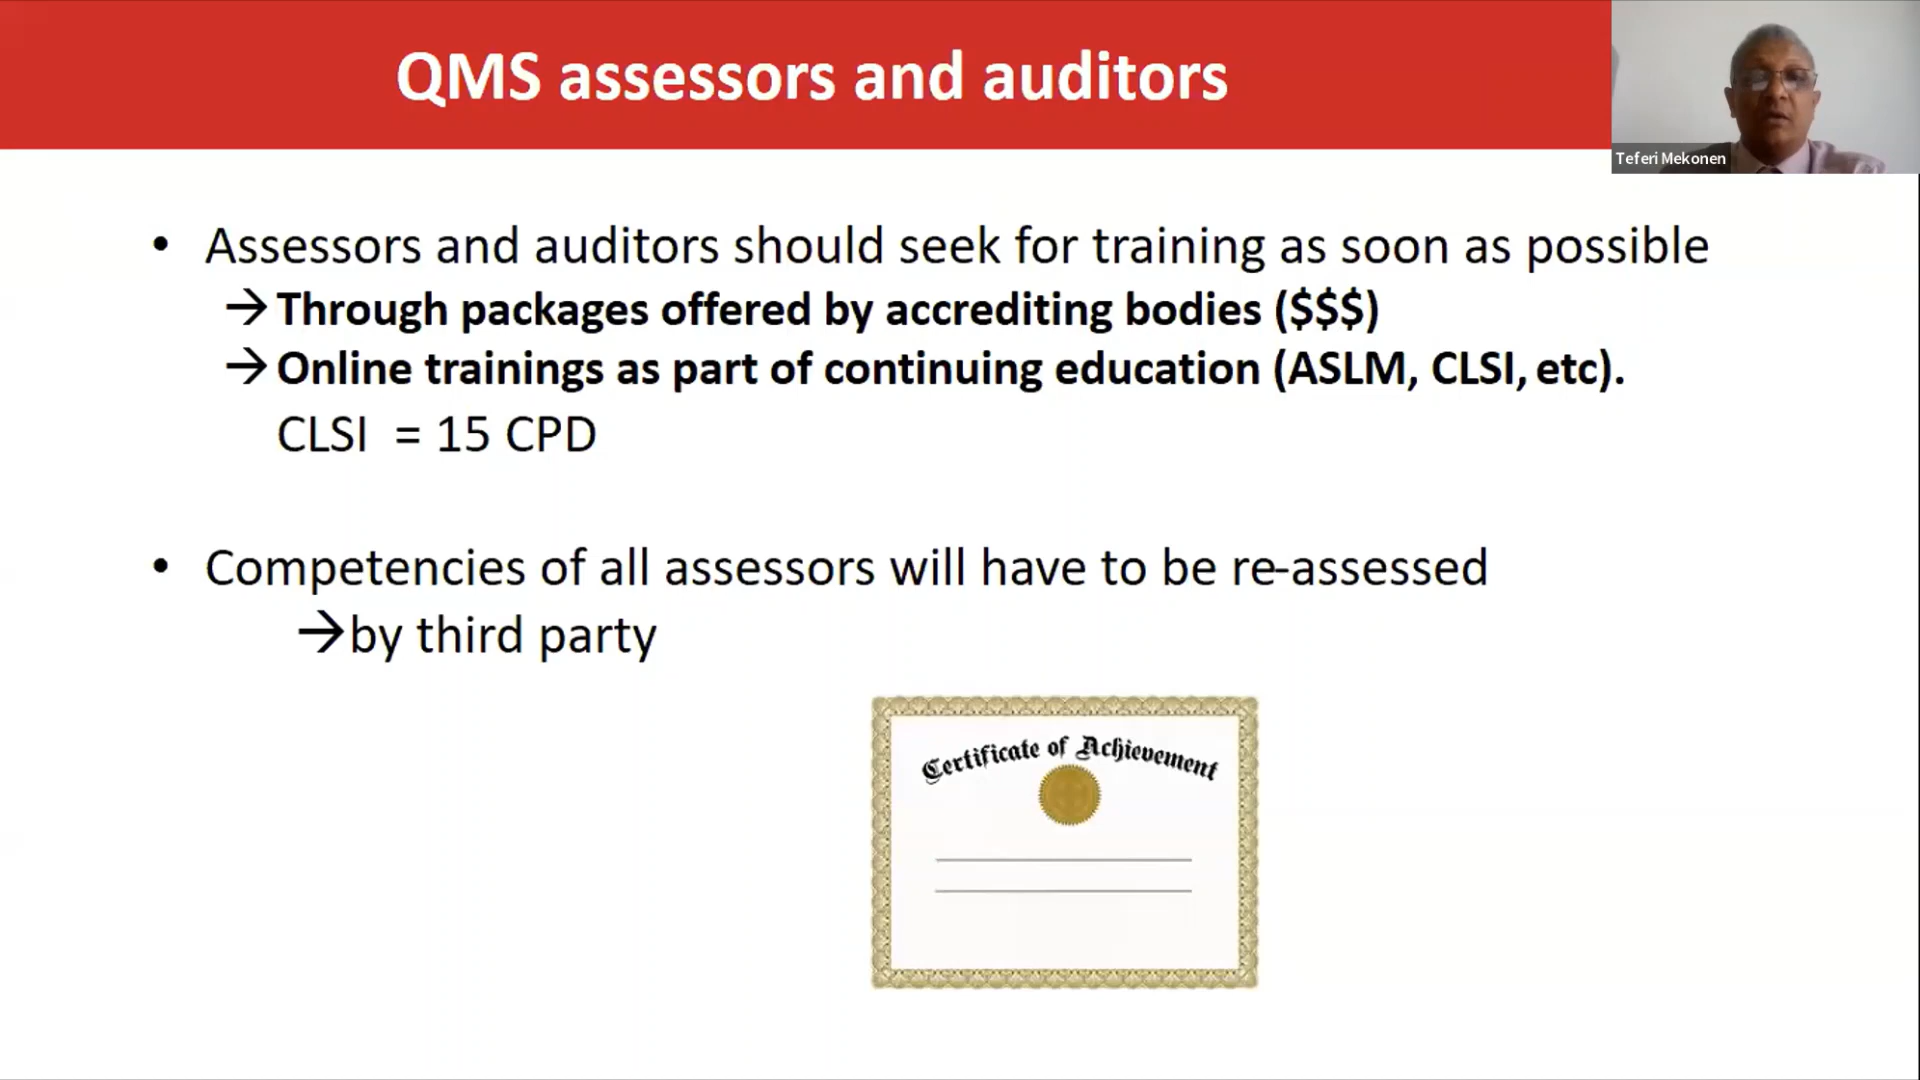 QMS assessors and auditors
Teferi Mekonen
• Assessors and auditors should seek for training as soon as possible
→ Through packages offered by accrediting bodies ($$$)
→ Online trainings as part of continuing education (ASLM, CLSI, etc).
CLSI = 15 CPD
• Competencies of all assessors will have to be re-assessed
→by third party
Certificate of Achievement